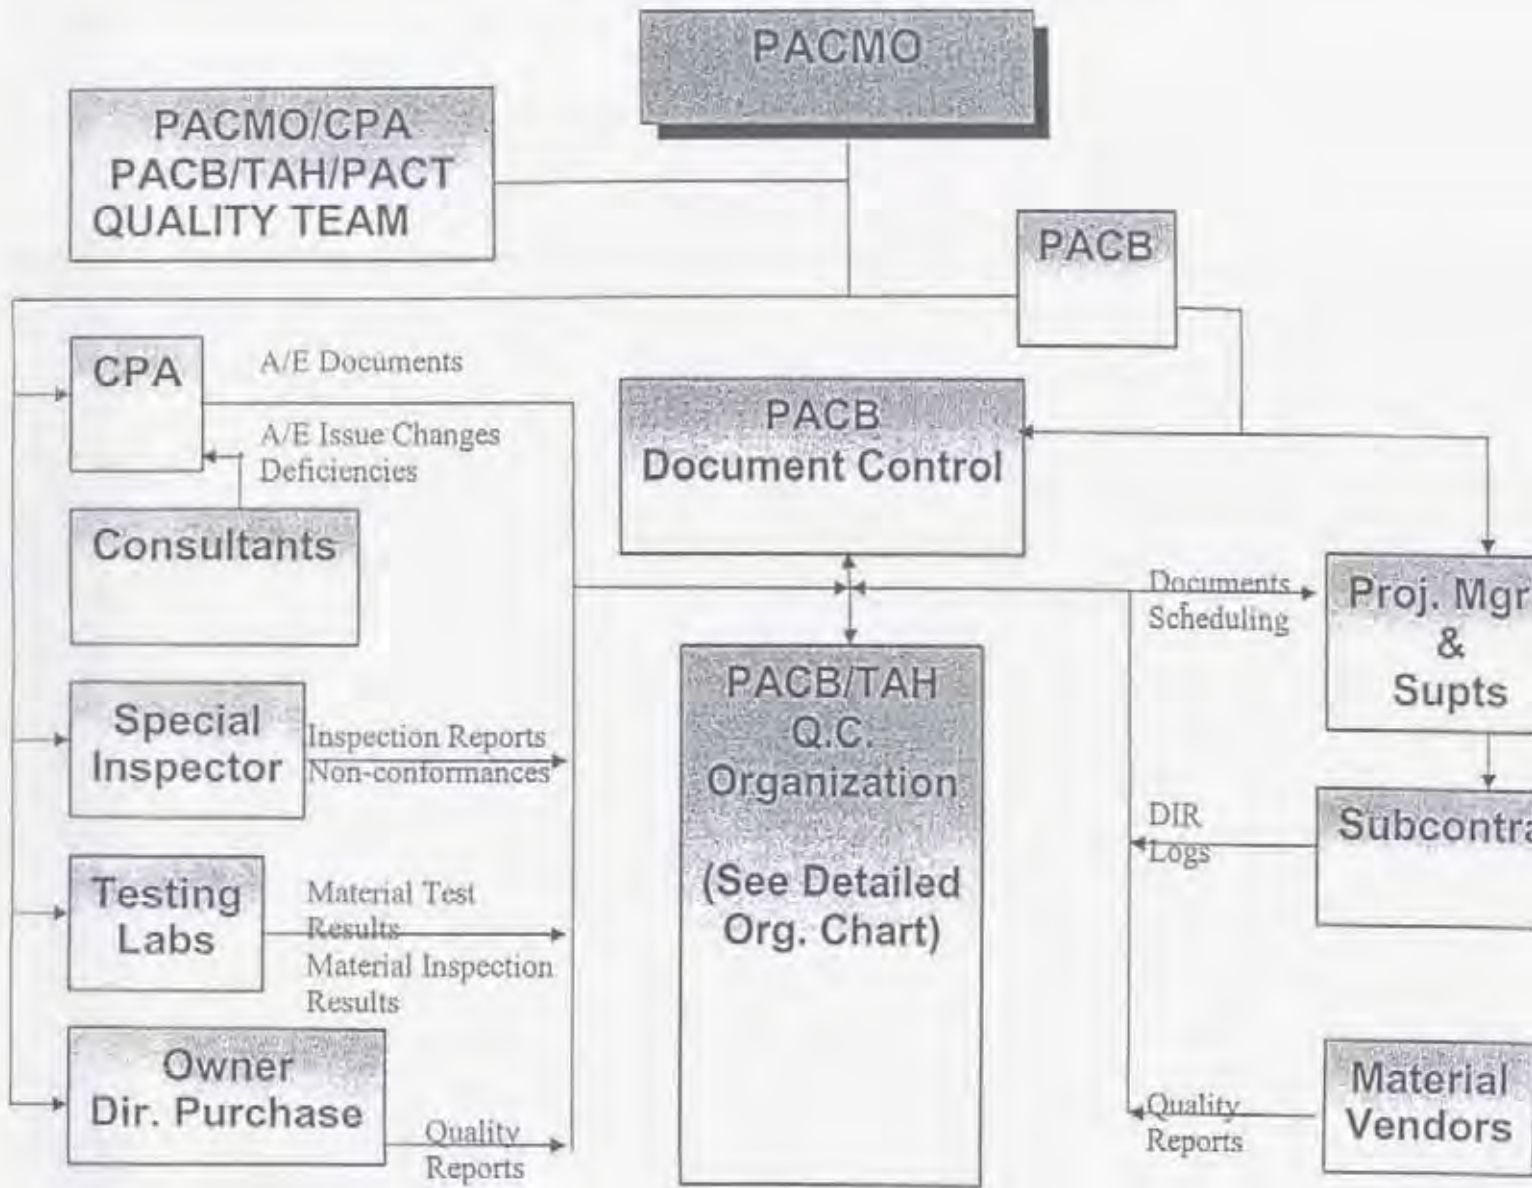 PACMO
PACMO/CPA
PACB/TAH/PACT
QUALITY TEAM
PACB
CPA
A/E Documents
A/E Issue Changes
Deficiencies
Consultants
PACB
Document Control
Special
Inspector
Inspection Reports
Non-conformances
Testing
Labs
Material Test
Results
Material Inspection
Results
Owner
Dir. Purchase
Quality
Reports
PACB/TAH
Q.C.
Organization
(See Detailed
Org. Chart)
Documents
Scheduling
Proj. Mgr
&
Supts
DIR
Logs
Subcontra
Quality
Reports
Material
Vendors